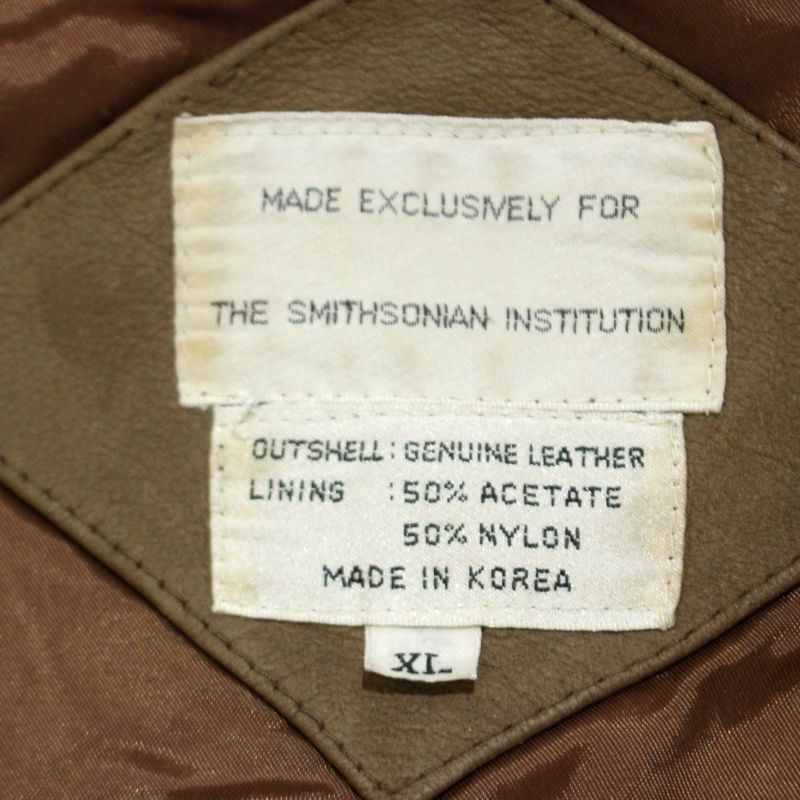 MADE EXCLUSIVELY FOR
THE SMITHSONIAN INSTITUTION
OUTSHELL : GENUINE LEATHER
LINING : 50% ACETATE
50% NYLON
MADE IN KOREA
XL